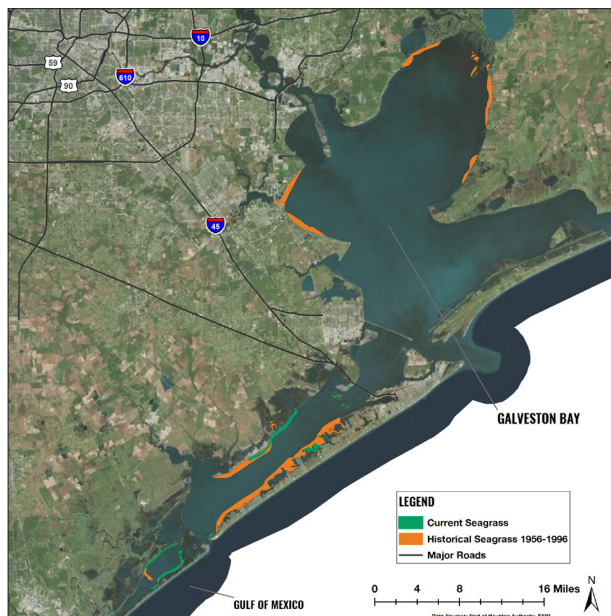 10
59
90
610
45
GALVESTON BAY
LEGEND
Current Seagrass
Historical Seagrass 1956-1996
Major Roads
0 4 8 16 Miles
N
GULF OF MEXICO